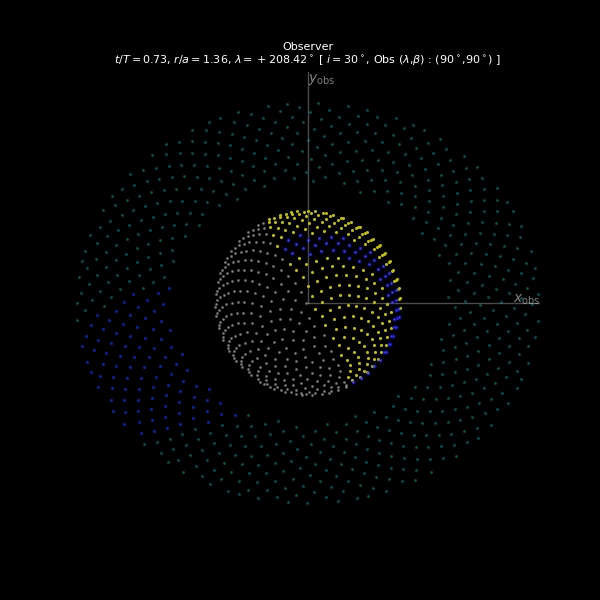 Observer
t/T = 0.73, r/a = 1.36, λ = +208.42° [ i = 30°, Obs (λ,β) : (90°,90°) ]
y_obs
x_obs